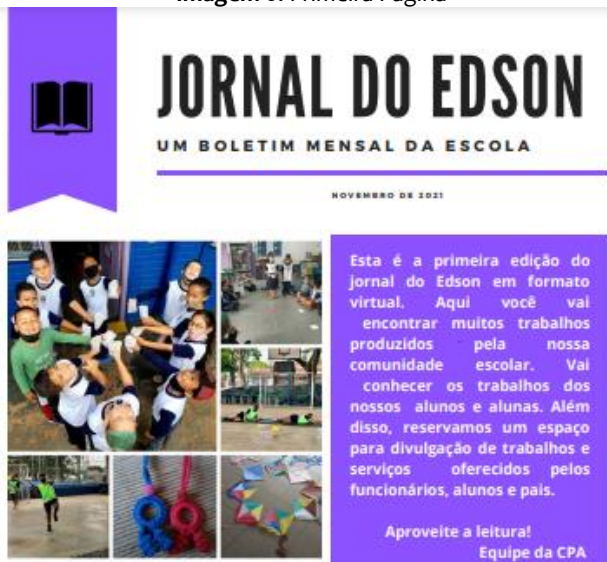 JORNAL DO EDSON
UM BOLETIM MENSAL DA ESCOLA
NOVEMBRO DE 2021
Esta é a primeira edição do
jornal do Edson em formato
virtual. Aqui você vai
encontrar muitos trabalhos
produzidos pela nossa
comunidade escolar. Vai
conhecer os trabalhos dos
nossos alunos e alunas. Além
disso, reservamos um espaço
para divulgação de trabalhos e
serviços oferecidos pelos
funcionários, alunos e pais.
Aproveite a leitura!
Equipe da CPA